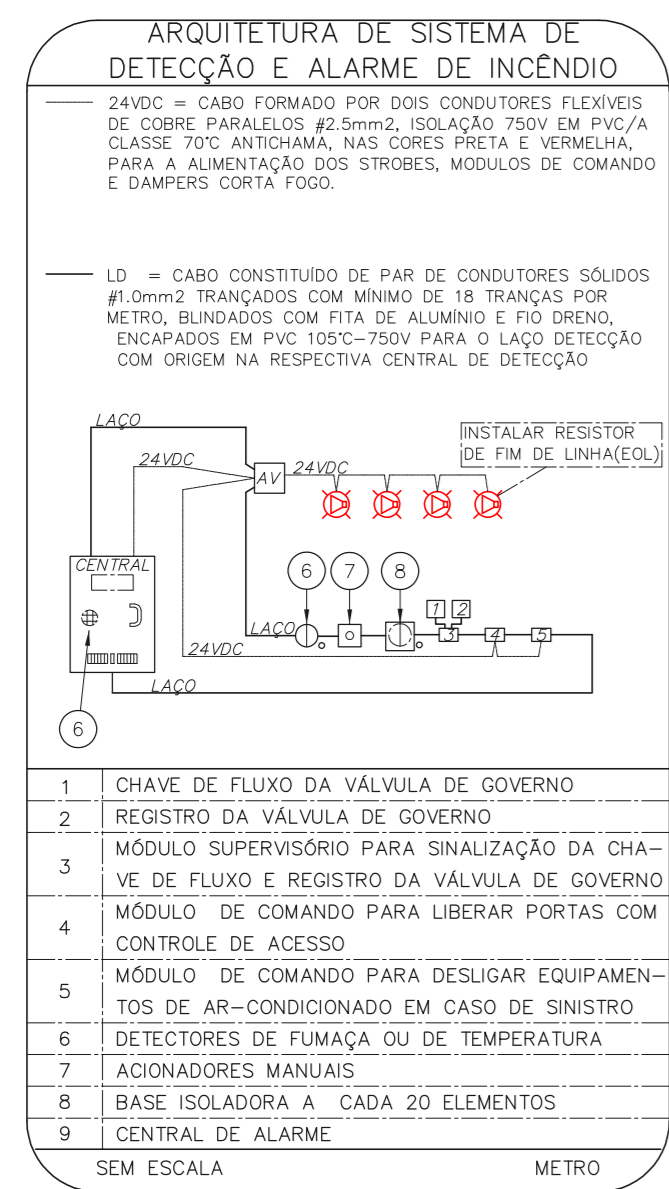 ARQUITETURA DE SISTEMA DE
DETECÇÃO E ALARME DE INCÊNDIO
24VDC = CABO FORMADO POR DOIS CONDUTORES FLEXÍVEIS
DE COBRE PARALELOS #2.5mm2, ISOLAÇÃO 750V EM PVC/A
CLASSE 70°C ANTICHAMA, NAS CORES PRETA E VERMELHA,
PARA A ALIMENTAÇÃO DOS STROBES, MODULOS DE COMANDO
E DAMPERS CORTA FOGO.
LD = CABO CONSTITUÍDO DE PAR DE CONDUTORES SÓLIDOS
#1.0mm2 TRANÇADOS COM MÍNIMO DE 18 TRANÇAS POR
METRO, BLINDADOS COM FITA DE ALUMÍNIO E FIO DRENO,
ENCAPADOS EM PVC 105°C-750V PARA O LAÇO DETECÇÃO
COM ORIGEM NA RESPECTIVA CENTRAL DE DETECÇÃO
LAÇO
INSTALAR RESISTOR
DE FIM DE LINHA(EOL)
24VDC
AV
24VDC
CENTRAL
6
7
8
1
2
LAÇO
3
4
5
24VDC
LAÇO
6
1 CHAVE DE FLUXO DA VÁLVULA DE GOVERNO
2 REGISTRO DA VÁLVULA DE GOVERNO
3 MÓDULO SUPERVISÓRIO PARA SINALIZAÇÃO DA CHA-
VE DE FLUXO E REGISTRO DA VÁLVULA DE GOVERNO
4 MÓDULO DE COMANDO PARA LIBERAR PORTAS COM
CONTROLE DE ACESSO
5 MÓDULO DE COMANDO PARA DESLIGAR EQUIPAMEN-
TOS DE AR-CONDICIONADO EM CASO DE SINISTRO
6 DETECTORES DE FUMAÇA OU DE TEMPERATURA
7 ACIONADORES MANUAIS
8 BASE ISOLADORA A CADA 20 ELEMENTOS
9 CENTRAL DE ALARME
SEM ESCALA METRO